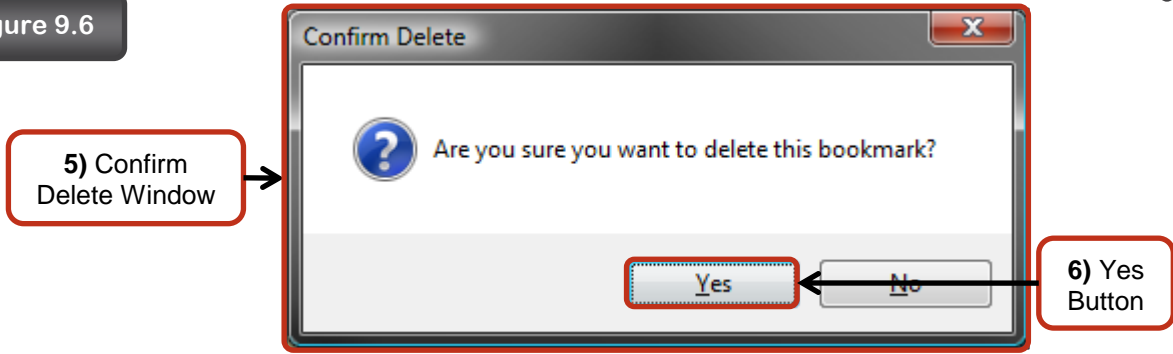 gure 9.6
Confirm Delete
Are you sure you want to delete this bookmark?
5) Confirm
Delete Window
Yes
No
6) Yes
Button